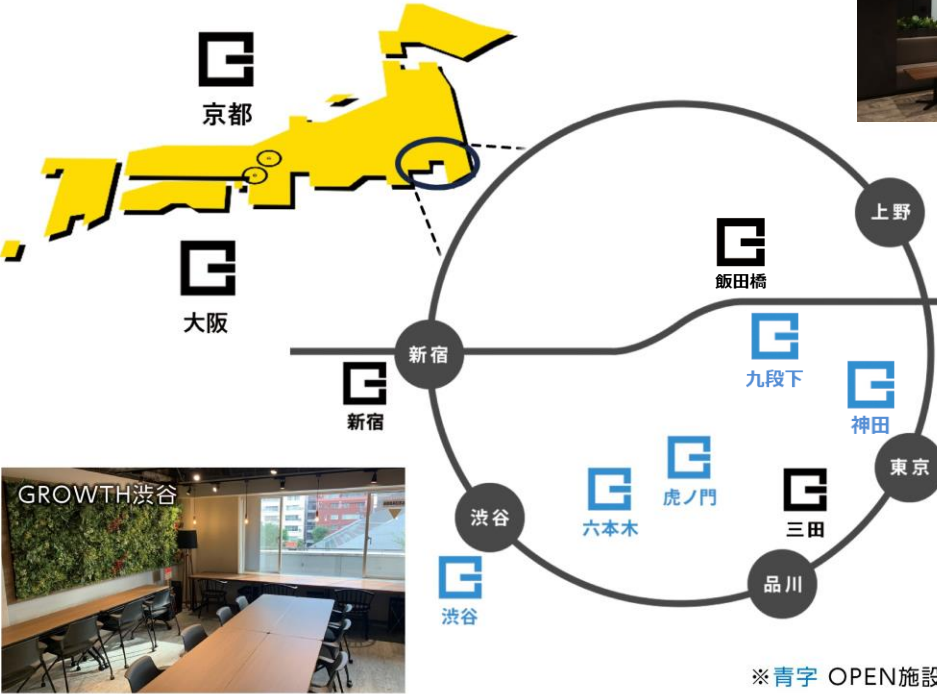 京都
大阪
上野
飯田橋
新宿
九段下
新宿
神田
東京
虎ノ門
GROWTH渋谷
渋谷
六本木
三田
品川
渋谷
※青字 OPEN施設